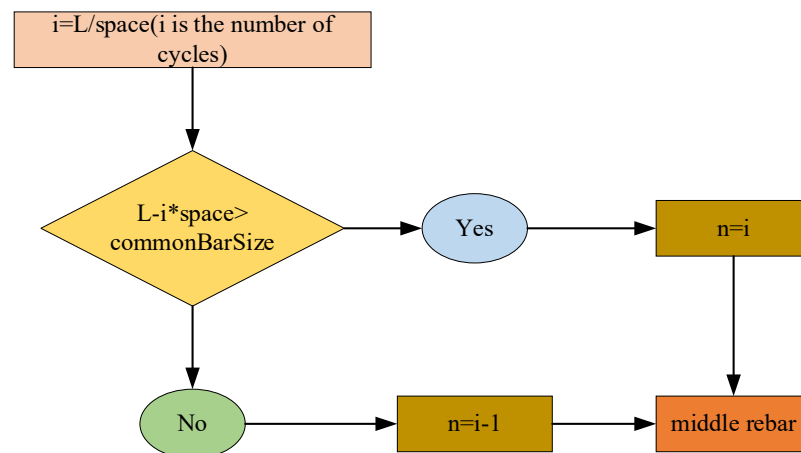 i=L/space(i is the number of
cycles)
L-i*space>
commonBarSize
Yes
n=i
No
n=i-1
middle rebar